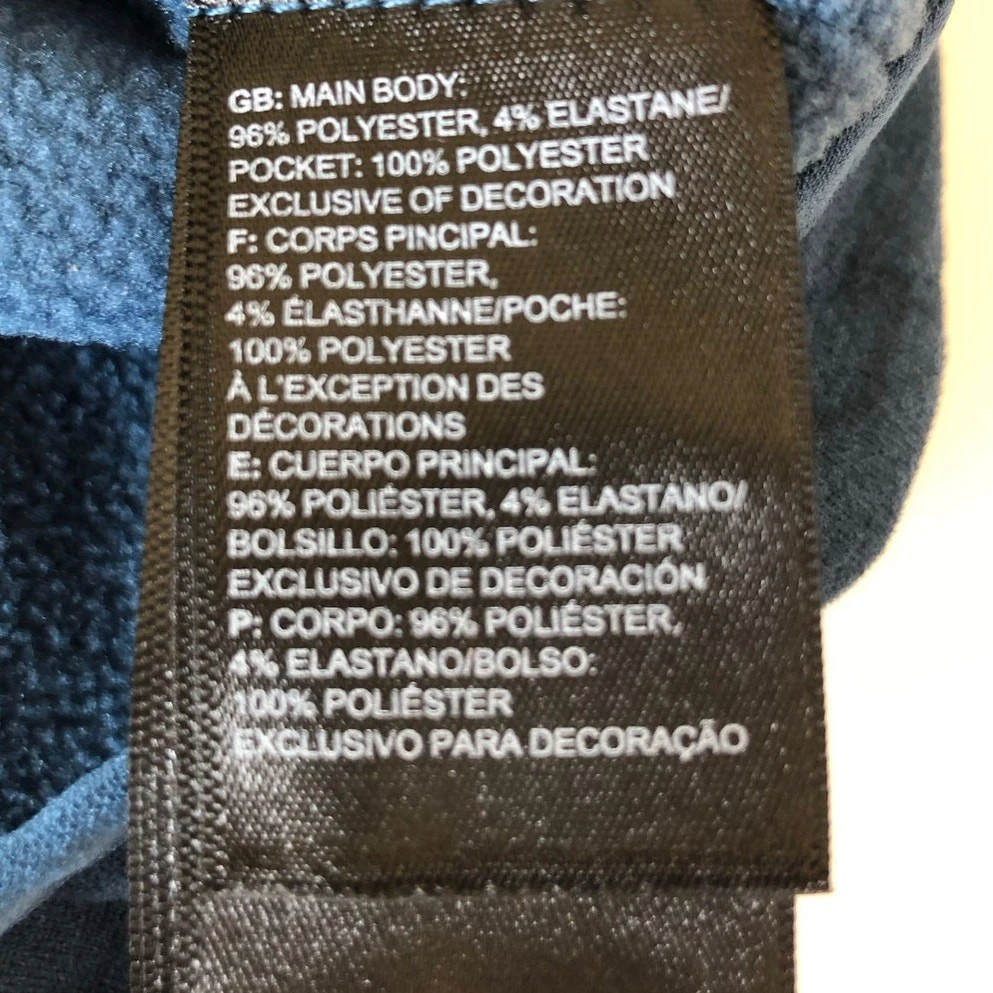 GB: MAIN BODY:
96% POLYESTER, 4% ELASTANE/
POCKET: 100% POLYESTER
EXCLUSIVE OF DECORATION
F: CORPS PINCIPAL:
96% POLYESTER,
4% ÉLASTHANNE/POCHE:
100% POLYESTER
À L'EXCEPTION DES
DÉCORATIONS
E: CUERPO PRINCIPAL:
96% POLIÉSTER, 4% ELASTANO/
BOLSILLO: 100% POLIÉSTER
EXCLUSIVO DE DECORACIÓN
P: CORPO: 96% POLIÉSTER,
4% ELASTANO/BOLSO:
100% POLIÉSTER
EXCLUSIVO PARA DECORAÇÃO